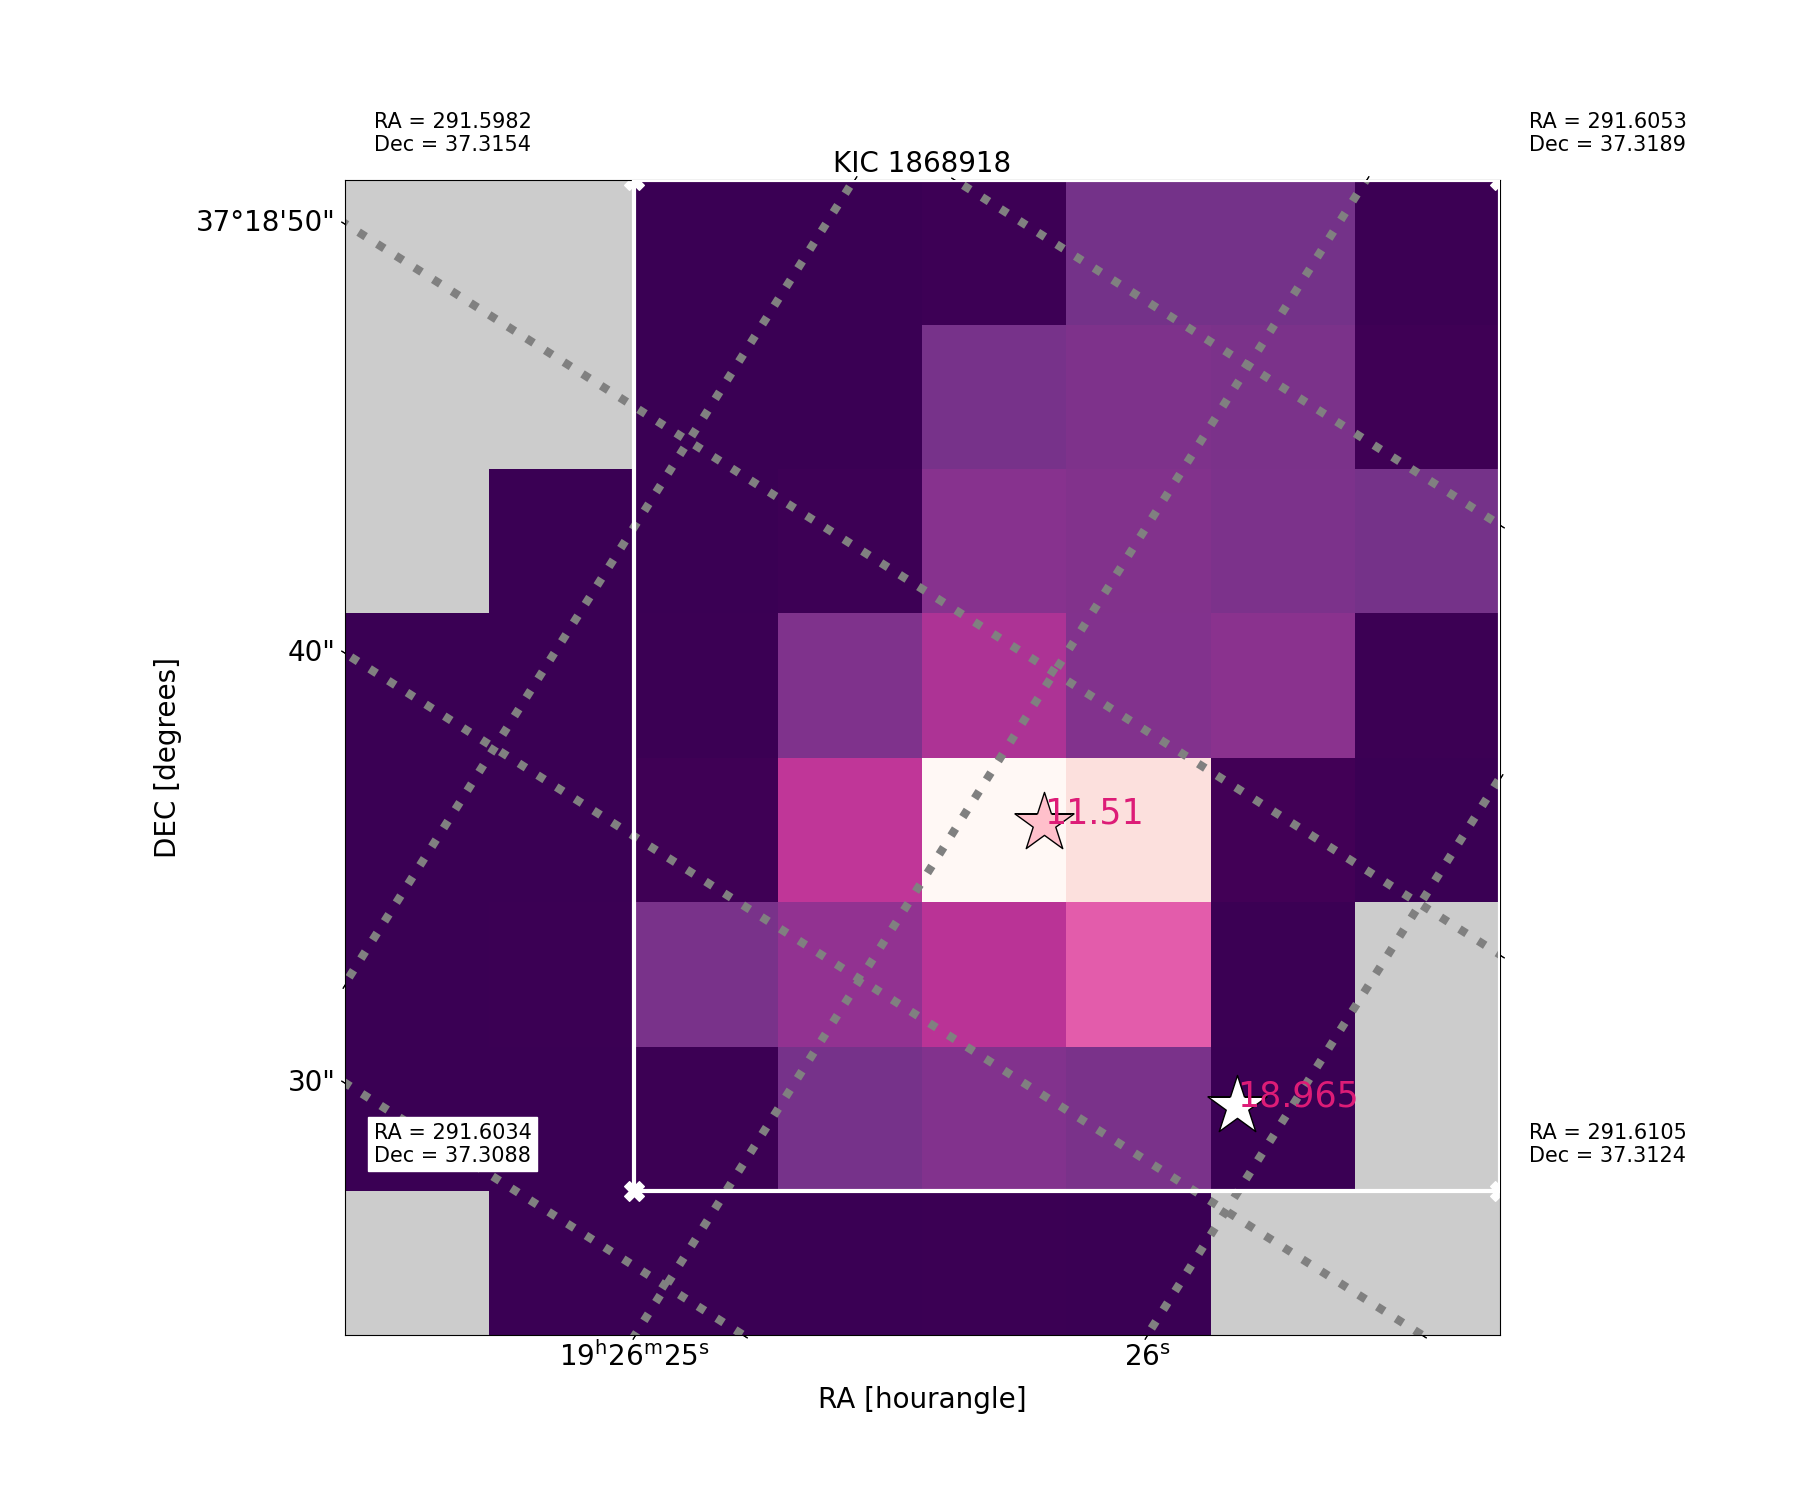 RA = 291.5982
Dec = 37.3154
RA = 291.6053
Dec = 37.3189
KIC 1868918
37°18'50"
40"
30"
DEC [degrees]
11.51
18.965
RA = 291.6034
Dec = 37.3088
RA = 291.6105
Dec = 37.3124
19ʰ26ᵐ25ˢ
26ˢ
RA [hourangle]